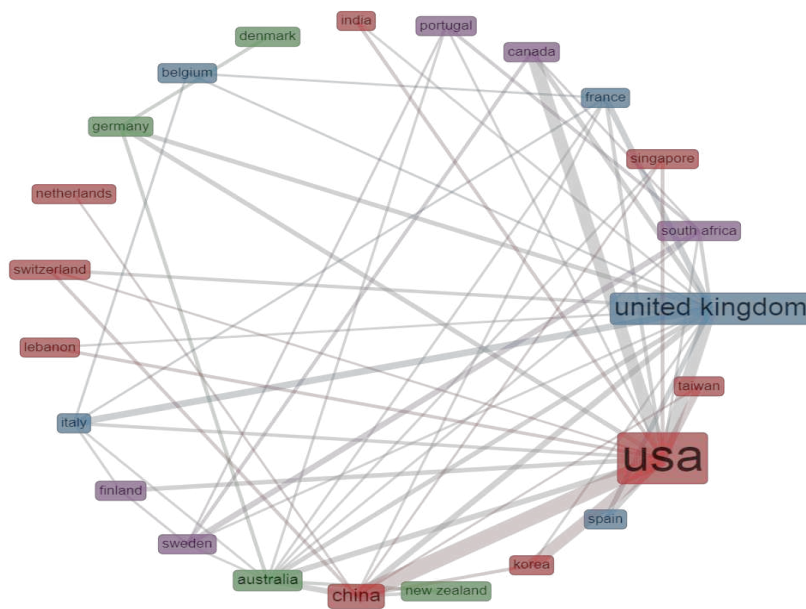 india
portugal
denmark
canada
belgium
france
germany
singapore
netherlands
south africa
switzerland
united kingdom
lebanon
taiwan
italy
usa
finland
spain
sweden
korea
australia
new zealand
china